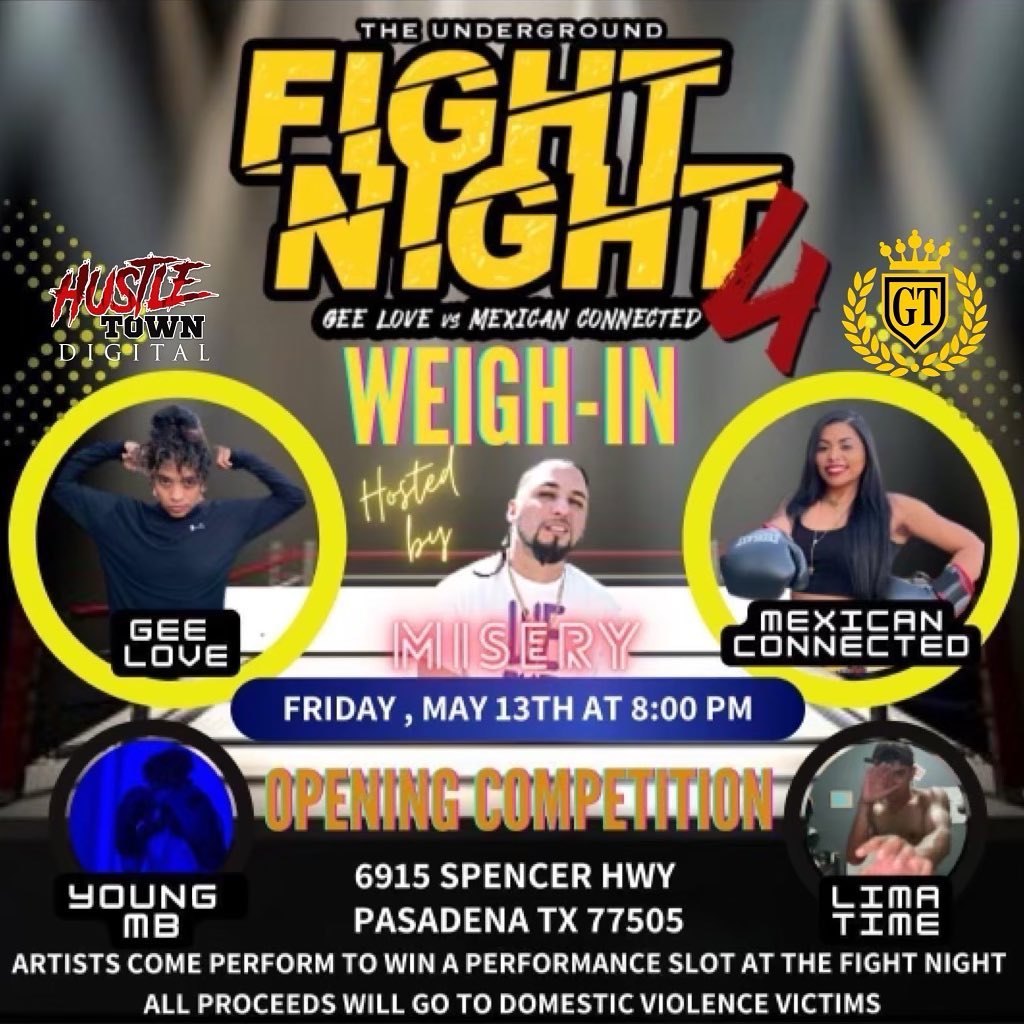 THE UNDERGROUND
FIGHT
NIGHT
4
GEE LOVE vs MEXICAN CONNECTED
HUSTLE
TOWN
DIGITAL
GT
WEIGH-IN
Hosted
by
MISERY
GEE
LOVE
MEXICAN
CONNECTED
FRIDAY , MAY 13TH AT 8:00 PM
OPENING COMPETITION
YOUNG
MB
LIMA
TIME
6915 SPENCER HWY
PASADENA TX 77505
ARTISTS COME PERFORM TO WIN A PERFORMANCE SLOT AT THE FIGHT NIGHT
ALL PROCEEDS WILL GO TO DOMESTIC VIOLENCE VICTIMS